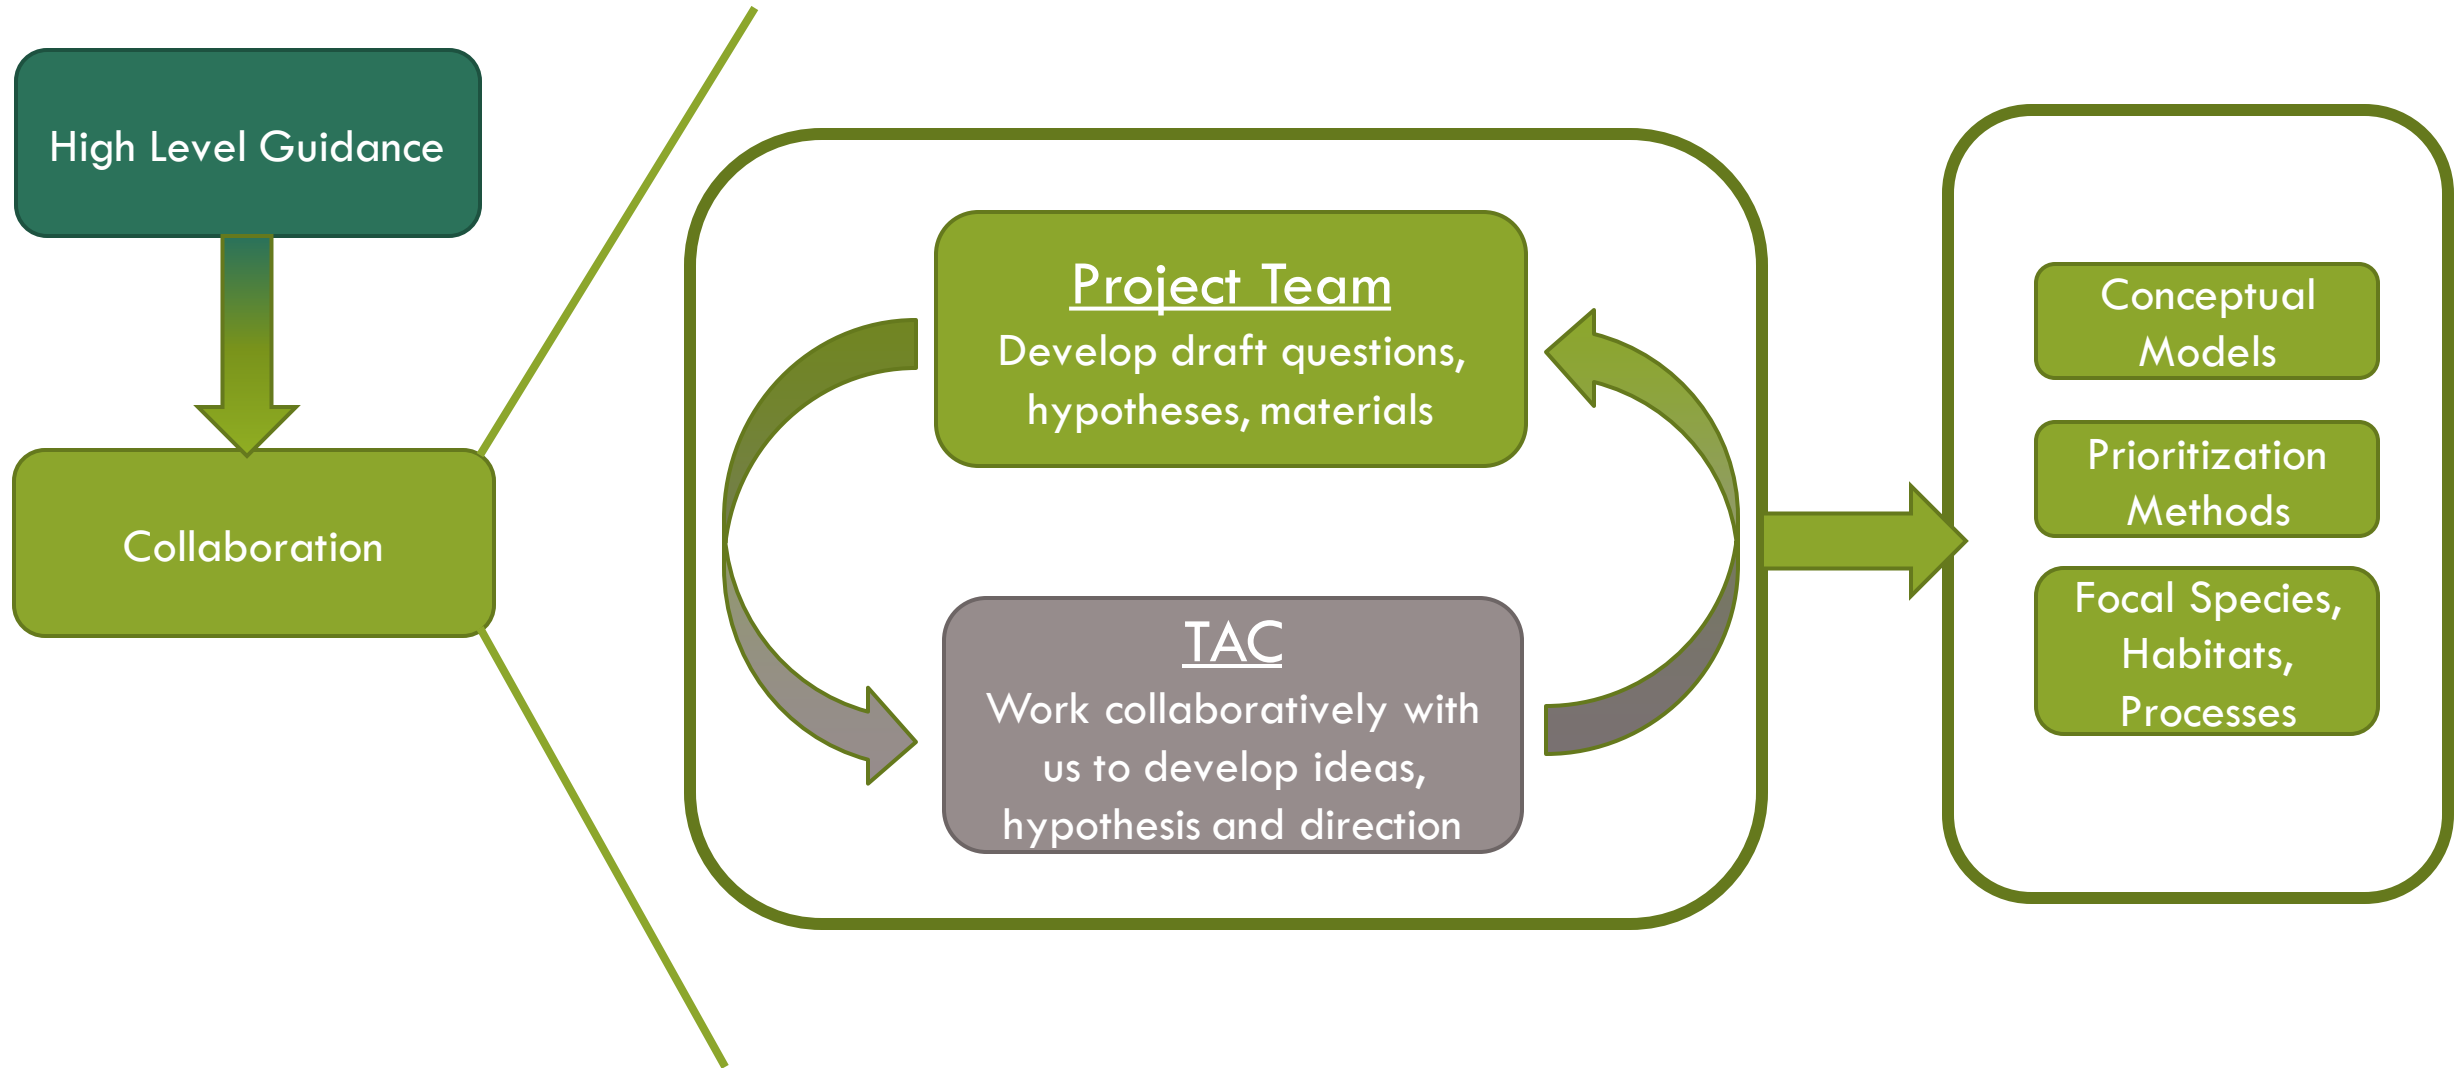 High Level Guidance
Collaboration
Project Team
Develop draft questions,
hypotheses, materials
TAC
Work collaboratively with
us to develop ideas,
hypothesis and direction
Conceptual
Models
Prioritization
Methods
Focal Species,
Habitats,
Processes